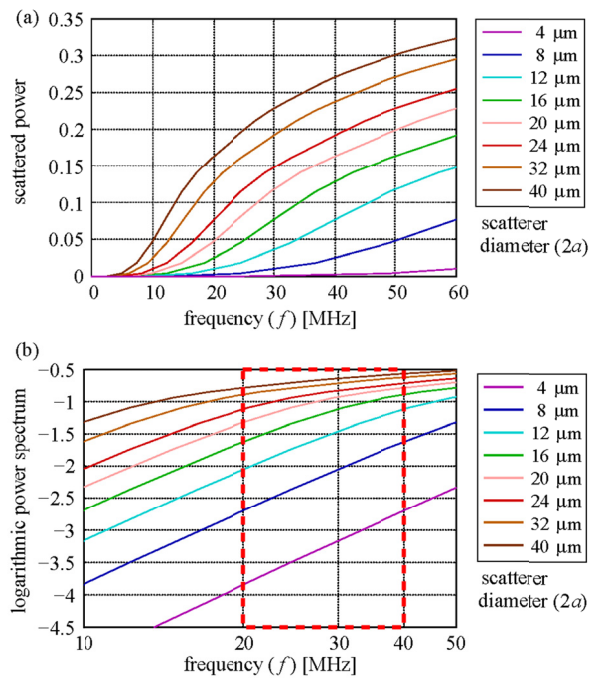 (a)
0.35
0.3
0.25
0.2
0.15
0.1
0.05
0
scattered power
0 10 20 30 40 50 60
frequency (f) [MHz]
4 μm
8 μm
12 μm
16 μm
20 μm
24 μm
32 μm
40 μm
scatterer
diameter (2a)
(b)
−0.5
−1
−1.5
−2
−2.5
−3
−3.5
−4
−4.5
logarithmic power spectrum
10 20 30 40 50
frequency (f) [MHz]
4 μm
8 μm
12 μm
16 μm
20 μm
24 μm
32 μm
40 μm
scatterer
diameter (2a)